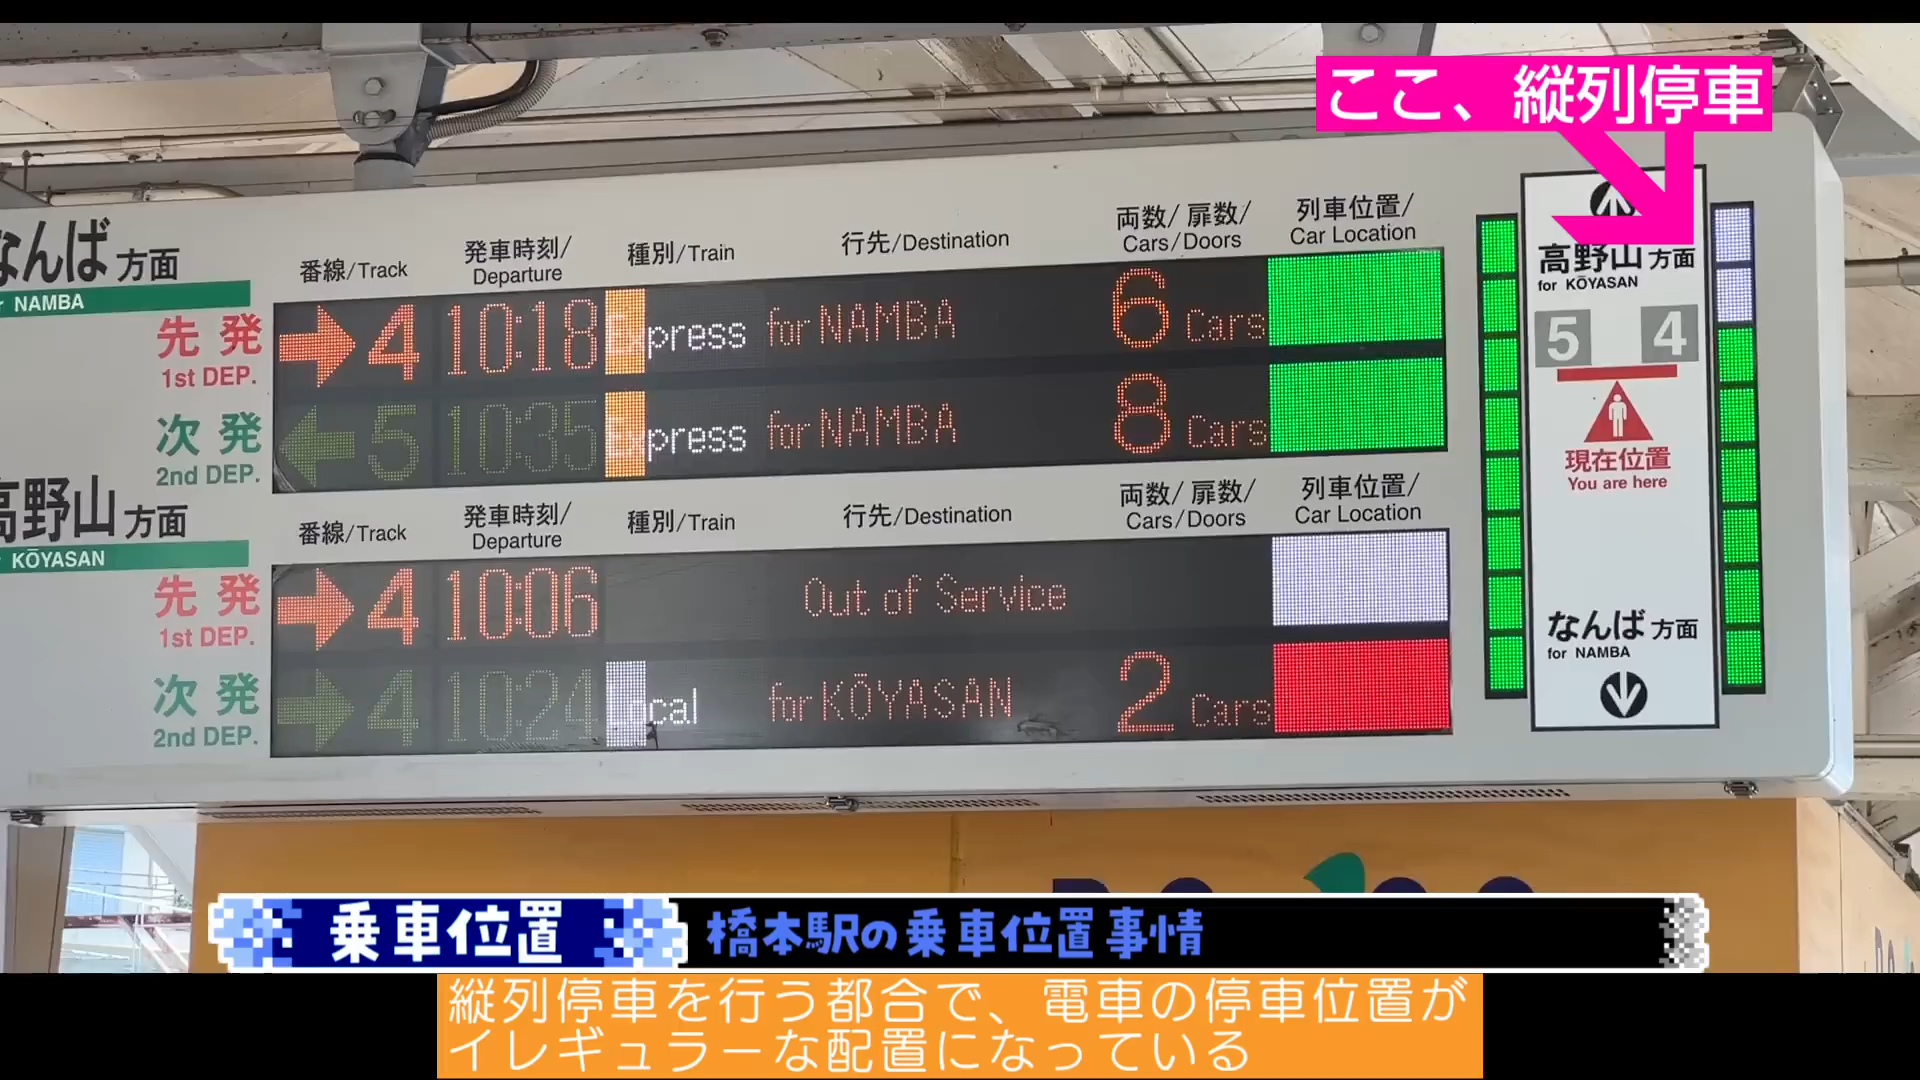 ここ、縦列停車
なんば方面
NAMBA
番線/Track
発車時刻/
Departure
種別/Train
行先/Destination
両数/扉数/
Cars/Doors
列車位置/
Car Location
先発
1st DEP.
4 10:18 Express for NAMBA 6 Cars
次発
2nd DEP.
5 10:35 Express for NAMBA 8 Cars
高野山方面
KŌYASAN
番線/Track
発車時刻/
Departure
種別/Train
行先/Destination
両数/扉数/
Cars/Doors
列車位置/
Car Location
先発
1st DEP.
4 10:06 Out of Service
次発
2nd DEP.
4 10:24 Local for KŌYASAN 2 Cars
高野山方面
for KŌYASAN
5 4
現在位置
You are here
なんば方面
for NAMBA
乗車位置
橋本駅の乗車位置事情
縦列停車を行う都合で、電車の停車位置が
イレギュラーな配置になっている